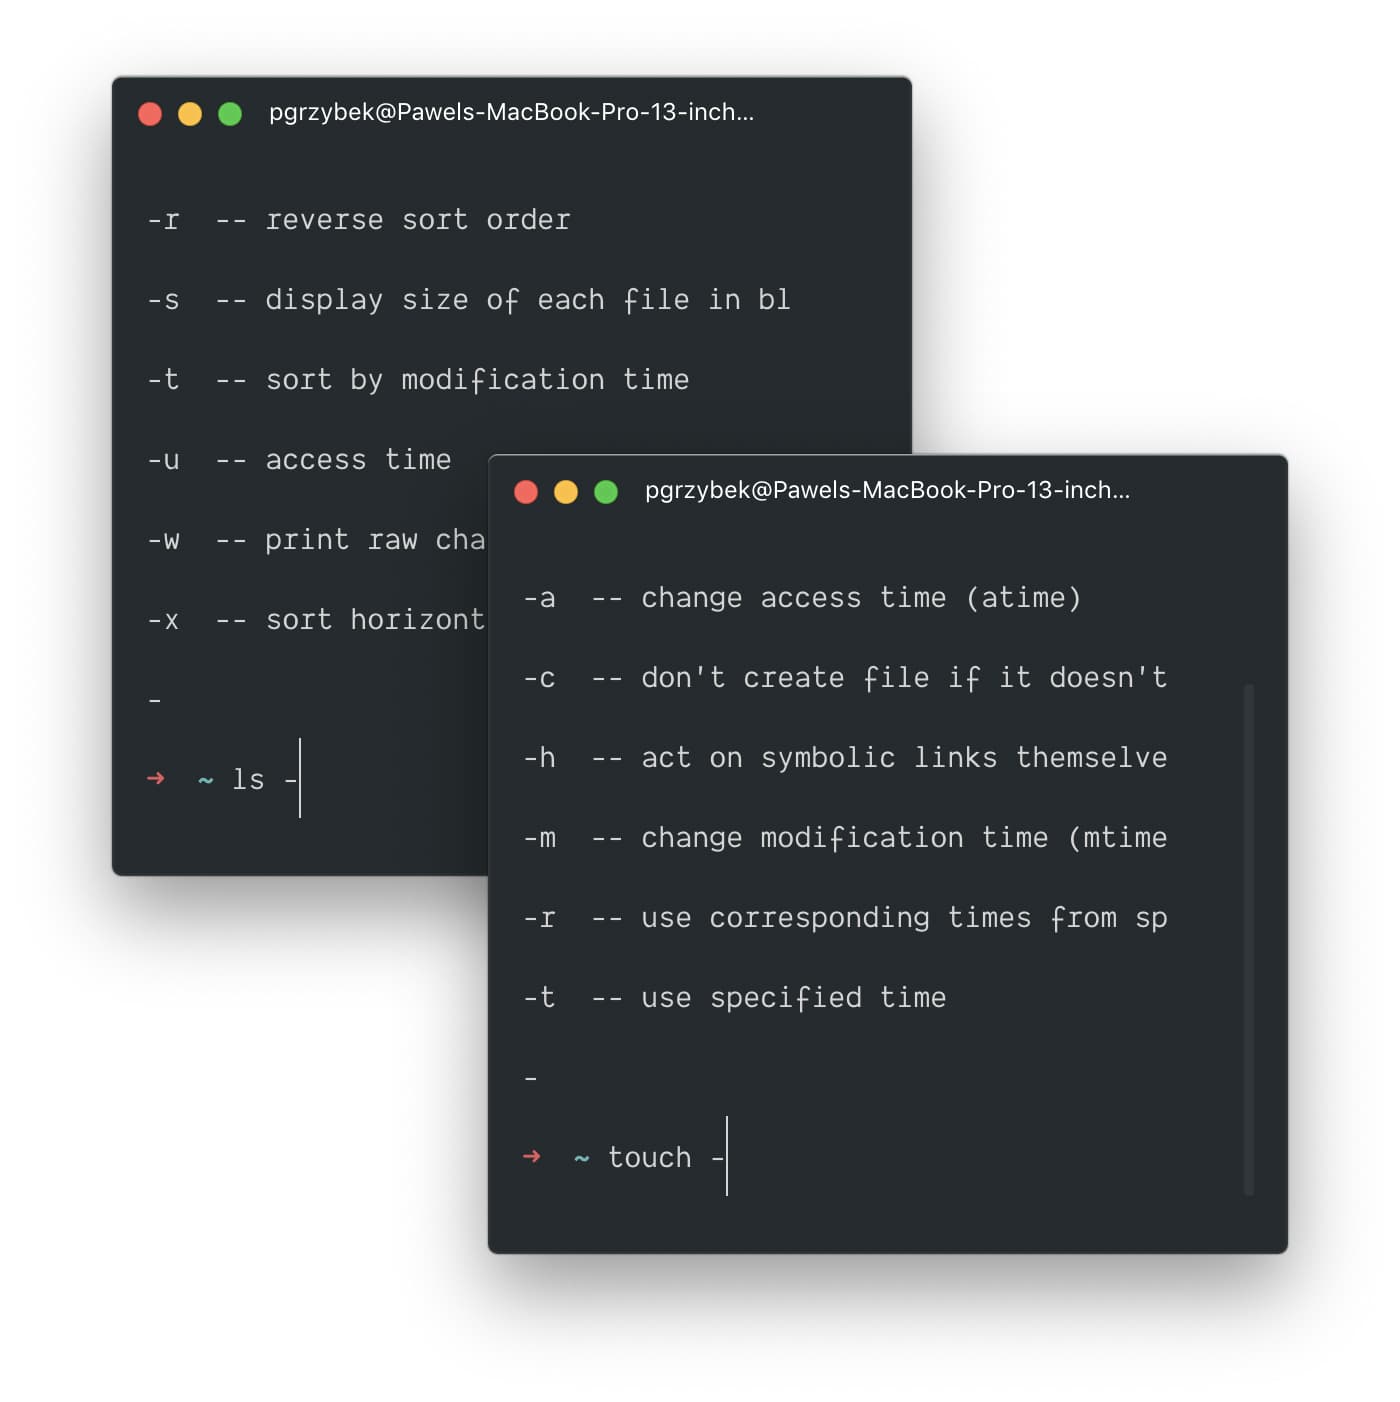 pgrzybek@Pawels-MacBook-Pro-13-inch...
-r  -- reverse sort order
-s  -- display size of each file in bl
-t  -- sort by modification time
-u  -- access time
-w  -- print raw cha
-x  -- sort horizont
-
➜  ~ ls -
pgrzybek@Pawels-MacBook-Pro-13-inch...
-a  -- change access time (atime)
-c  -- don't create file if it doesn't
-h  -- act on symbolic links themselve
-m  -- change modification time (mtime
-r  -- use corresponding times from sp
-t  -- use specified time
-
➜  ~ touch -